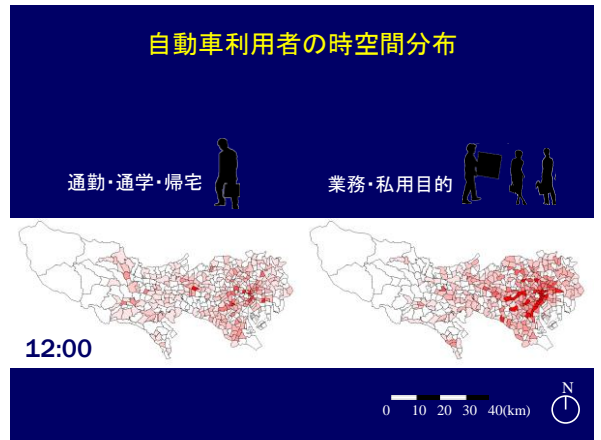 自動車利用者の時空間分布
通勤・通学・帰宅
業務・私用目的
12:00
N
0 10 20 30 40(km)